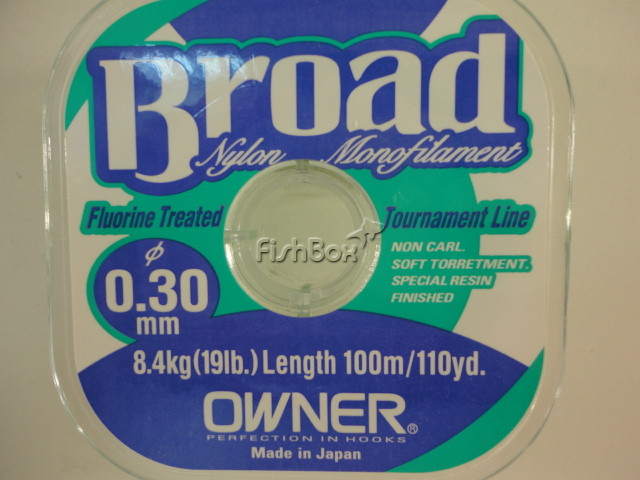 Broad
Nylon Monofilament
Fluorine Treated
Tournament Line
FishBox
NON CARL.
SOFT TORRETMENT.
SPECIAL RESIN
FINISHED
φ
0.30
mm
8.4kg(19lb.) Length 100m/110yd.
OWNER®
PERFECTION IN HOOKS
Made in Japan